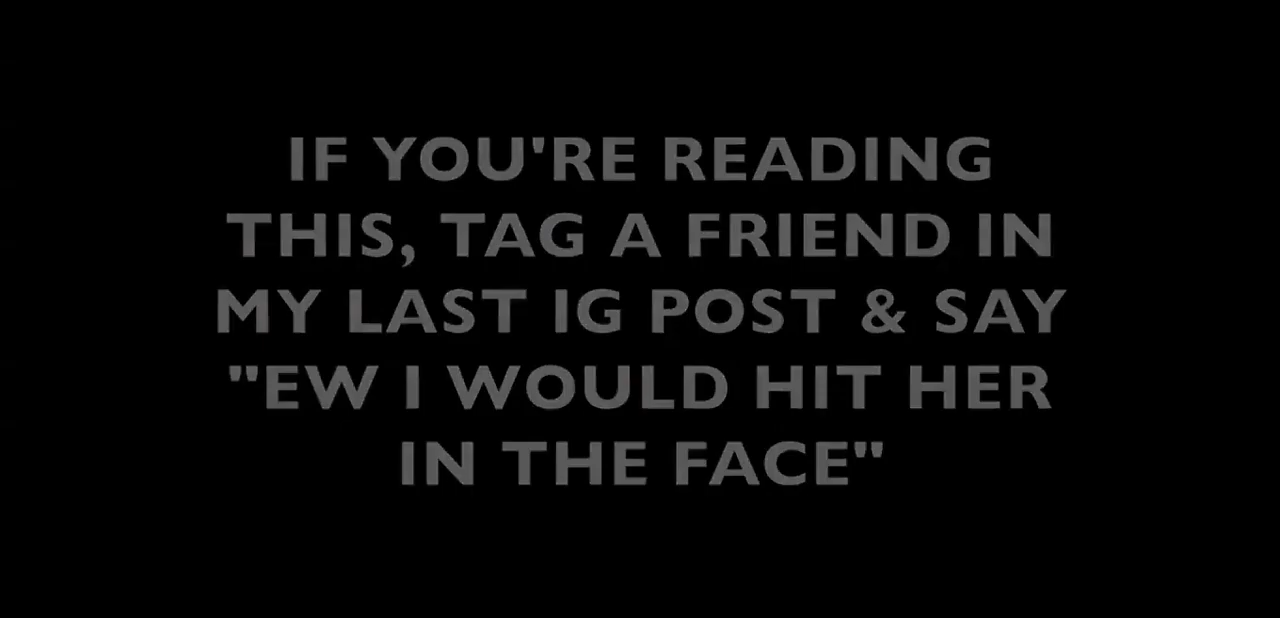 IF YOU'RE READING
THIS, TAG A FRIEND IN
MY LAST IG POST & SAY
"EW I WOULD HIT HER
IN THE FACE"